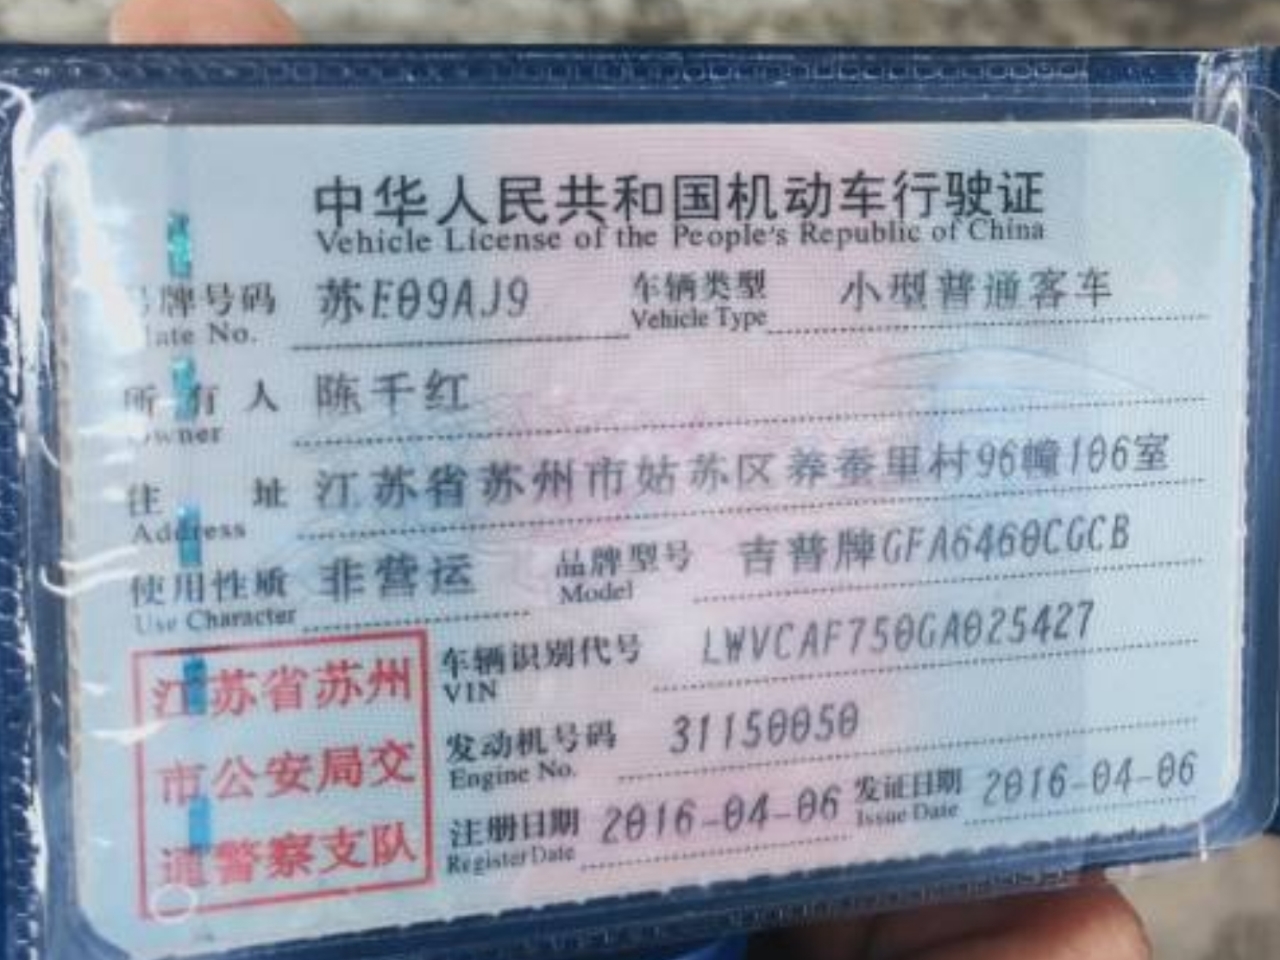 中华人民共和国机动车行驶证
Vehicle License of the People's Republic of China
号牌号码 苏E09AJ9 车辆类型 小型普通客车
Plate No. Vehicle Type
所有人 陈千红
Owner
住址 江苏省苏州市姑苏区养蚕里村96幢106室
Address
使用性质 非营运 品牌型号 吉普牌GFA6460CGCB
Use Character Model
车辆识别代号 LWVCAF750GA025427
VIN
发动机号码 31150050
Engine No.
注册日期 2016-04-06 发证日期 2016-04-06
Register Date Issue Date
江苏省苏州
市公安局交
通警察支队